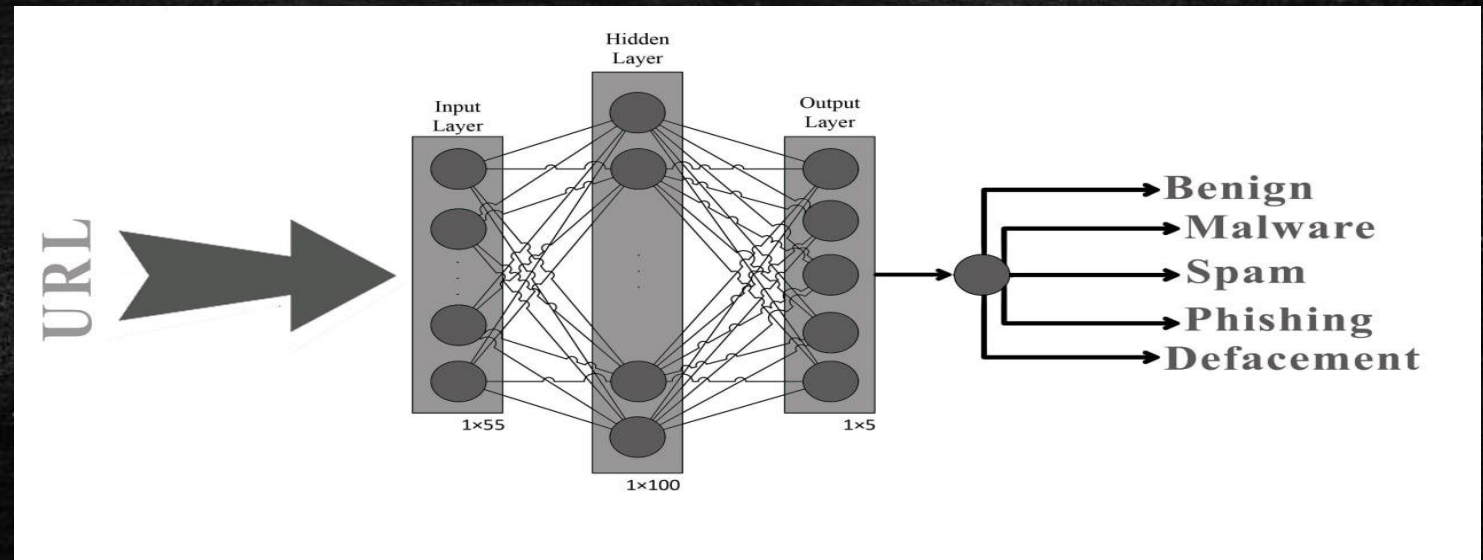 URL
Input
Layer
1×55
Hidden
Layer
1×100
Output
Layer
1×5
Benign
Malware
Spam
Phishing
Defacement